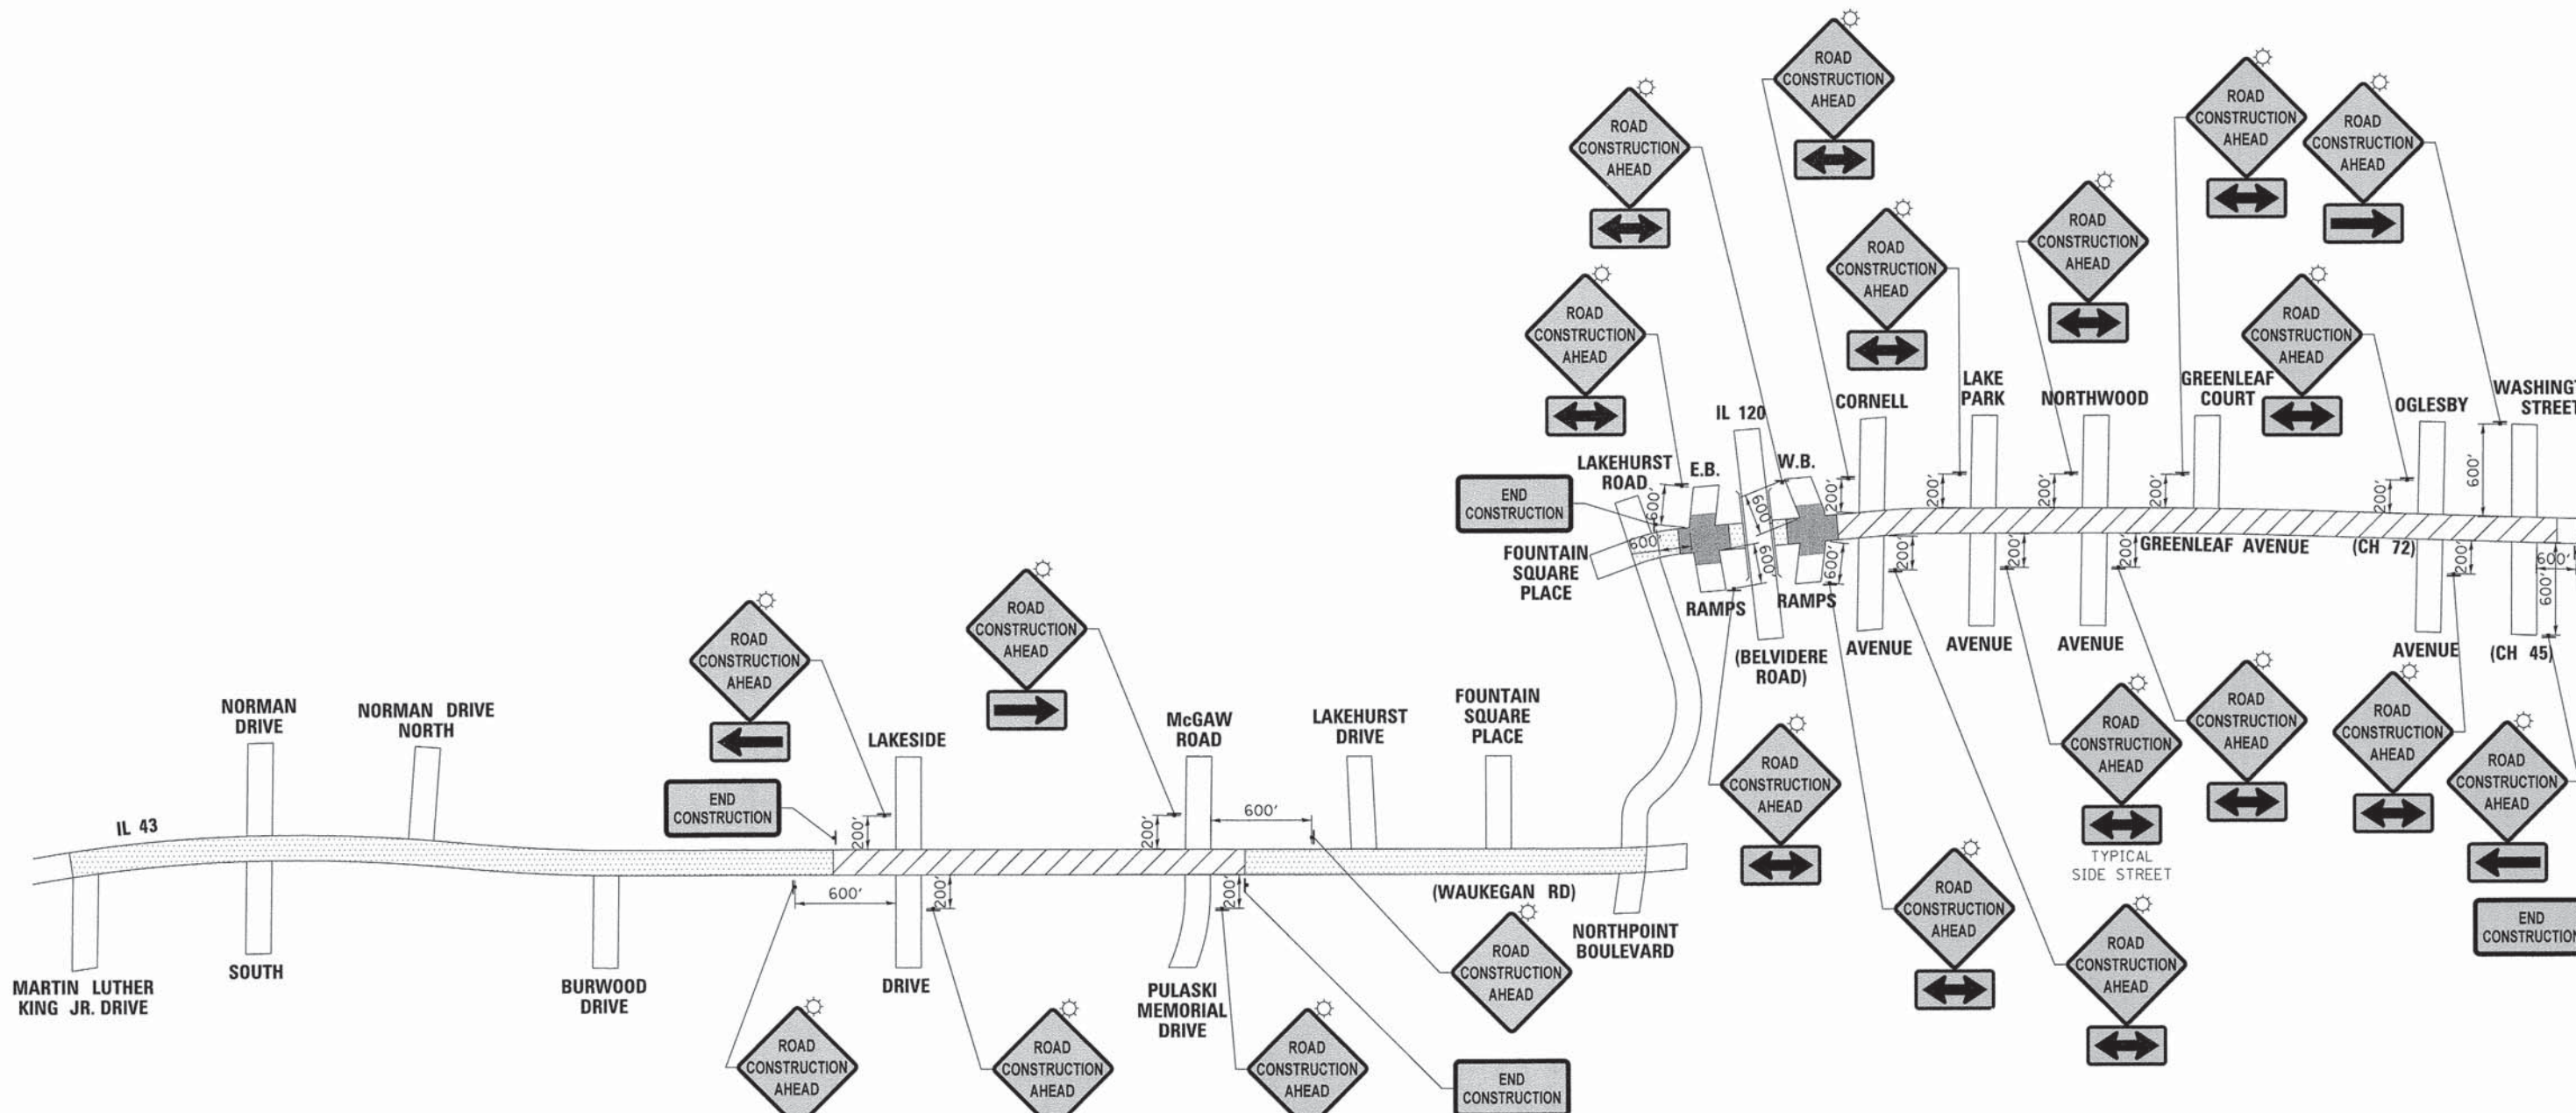 ROAD
CONSTRUCTION
AHEAD
ROAD
CONSTRUCTION
AHEAD
ROAD
CONSTRUCTION
AHEAD
ROAD
CONSTRUCTION
AHEAD
ROAD
CONSTRUCTION
AHEAD
ROAD
CONSTRUCTION
AHEAD
ROAD
CONSTRUCTION
AHEAD
ROAD
CONSTRUCTION
AHEAD
ROAD
CONSTRUCTION
AHEAD
END
CONSTRUCTION
LAKEHURST
ROAD
E.B.
IL 120
W.B.
CORNELL
LAKE
PARK
NORTHWOOD
GREENLEAF
COURT
OGLESBY
STREET
600'
600'
600'
600'
600'
200'
200'
200'
200'
200'
600'
FOUNTAIN
SQUARE
PLACE
RAMPS
RAMPS
(BELVIDERE
ROAD)
200'
200'
200'
200'
600'
600'
GREENLEAF AVENUE
(CH 72)
AVENUE
AVENUE
AVENUE
AVENUE
(CH 45)
ROAD
CONSTRUCTION
AHEAD
ROAD
CONSTRUCTION
AHEAD
NORMAN
DRIVE
NORMAN DRIVE
NORTH
LAKESIDE
McGAW
ROAD
LAKEHURST
DRIVE
FOUNTAIN
SQUARE
PLACE
END
CONSTRUCTION
IL 43
200'
200'
600'
600'
200'
200'
(WAUKEGAN RD)
NORTHPOINT
BOULEVARD
MARTIN LUTHER
KING JR. DRIVE
SOUTH
BURWOOD
DRIVE
DRIVE
PULASKI
MEMORIAL
DRIVE
ROAD
CONSTRUCTION
AHEAD
ROAD
CONSTRUCTION
AHEAD
ROAD
CONSTRUCTION
AHEAD
ROAD
CONSTRUCTION
AHEAD
END
CONSTRUCTION
ROAD
CONSTRUCTION
AHEAD
ROAD
CONSTRUCTION
AHEAD
ROAD
CONSTRUCTION
AHEAD
TYPICAL
SIDE STREET
ROAD
CONSTRUCTION
AHEAD
ROAD
CONSTRUCTION
AHEAD
ROAD
CONSTRUCTION
AHEAD
ROAD
CONSTRUCTION
AHEAD
END
CONSTRUCTION